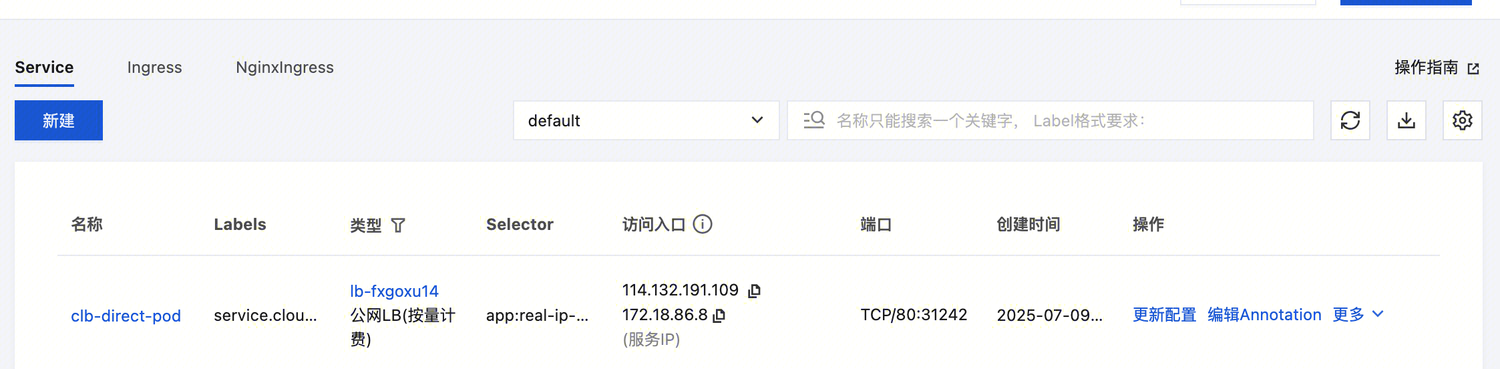 Service Ingress NginxIngress 操作指南
新建 default 名称只能搜索一个关键字， Label格式要求：
名称 Labels 类型 Selector 访问入口 端口 创建时间 操作
clb-direct-pod service.clou... lb-fxgoxu14 app:real-ip-... 114.132.191.109 TCP/80:31242 2025-07-09... 更新配置 编辑Annotation 更多
公网LB(按量计 172.18.86.8
费) (服务IP)